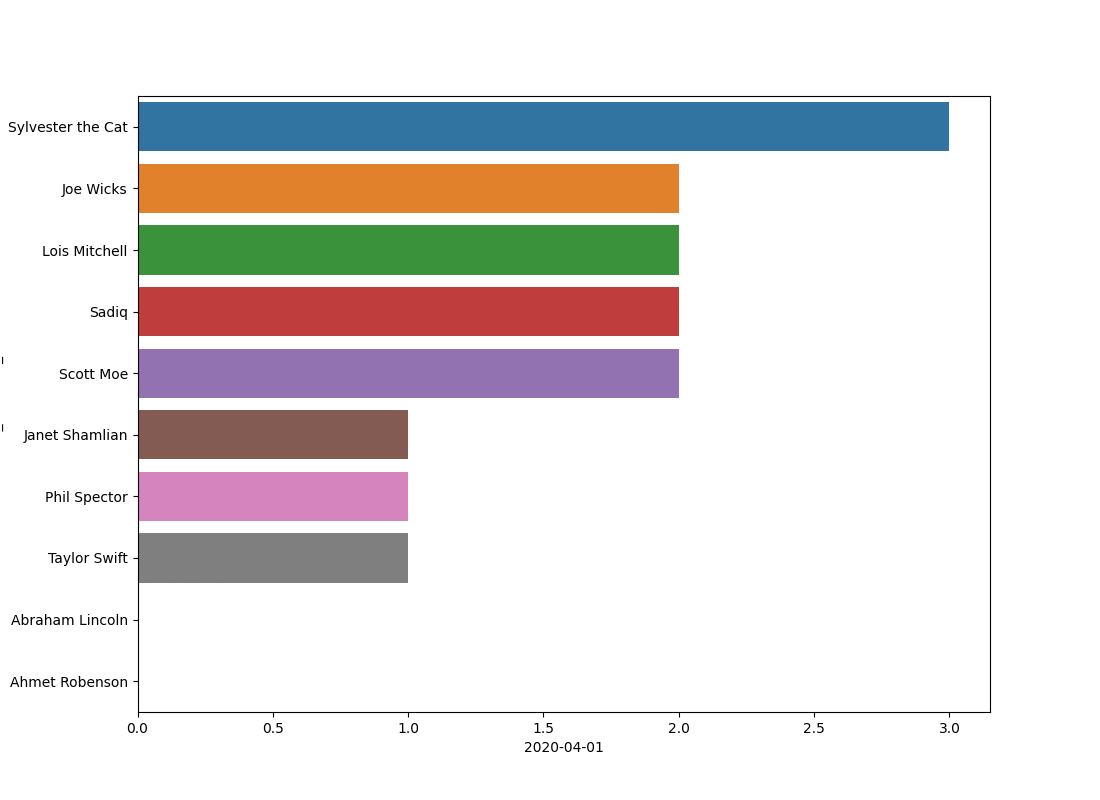 Sylvester the Cat
Joe Wicks
Lois Mitchell
Sadiq
Scott Moe
Janet Shamlian
Phil Spector
Taylor Swift
Abraham Lincoln
Ahmet Robenson
0.0 0.5 1.0 1.5 2.0 2.5 3.0
2020-04-01